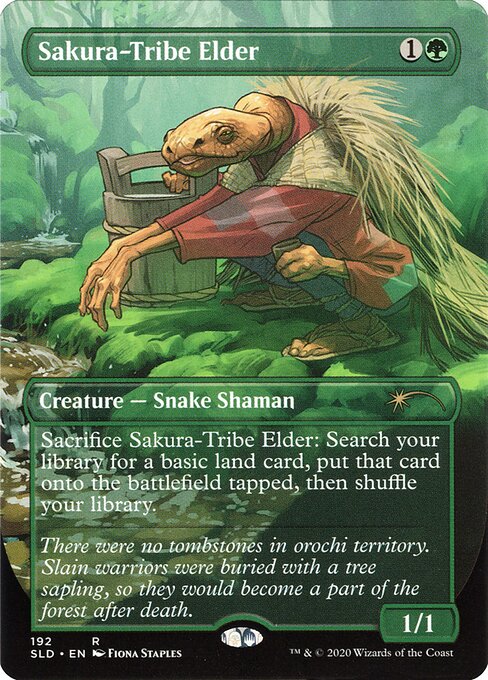 Sakura-Tribe Elder 1
Creature — Snake Shaman
Sacrifice Sakura-Tribe Elder: Search your
library for a basic land card, put that card
onto the battlefield tapped, then shuffle
your library.
There were no tombstones in orochi territory.
Slain warriors were buried with a tree
sapling, so they would become a part of the
forest after death.
1/1
192 R
SLD • EN Fiona Staples ™ & © 2020 Wizards of the Coast